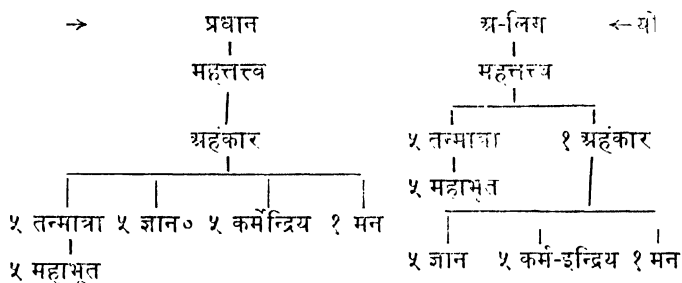 → प्रधान अ-लिग ← यो
महत्तत्त्व महत्तत्त्व
अहंकार ५ तन्मात्रा १ अहंकार
५ महाभूत
५ तन्मात्रा ५ ज्ञान० ५ कर्मेन्द्रिय १ मन
५ महाभूत ५ ज्ञान ५ कर्म-इन्द्रिय १ मन